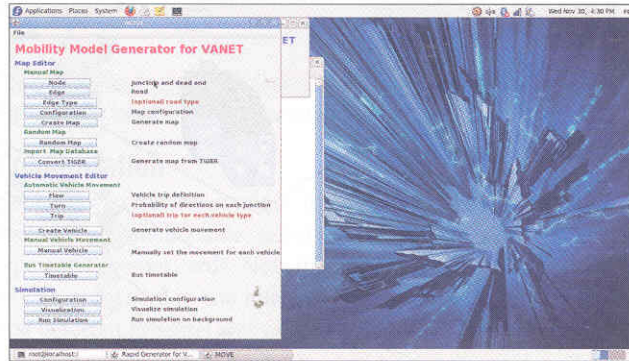 Applications Places System
Wed Nov 30, 4:30 PM
MOVE
File
Mobility Model Generator for VANET
ET
Map Editor
Manual Map
Node Junction and dead end
Edge Road
Edge Type (optional) road type
Configuration Map configuration
Create Map Generate map
Random Map
Random Map Create random map
Import Map Database
Convert TIGER Generate map from TIGER
Vehicle Movement Editor
Automatic Vehicle Movement
Flow Vehicle trip definition
Turn Probability of directions on each junction
Trip (optional) trip for each vehicle type
Create Vehicle Generate vehicle movement
Manual Vehicle Movement
Manual Vehicle Manually set the movement for each vehicle
Bus Timetable Generator
Timetable Bus timetable
Simulation
Configuration Simulation configuration
Visualization Visualize simulation
Run Simulation Run simulation on background
root@localhost:/ Rapid Generator for V... MOVE